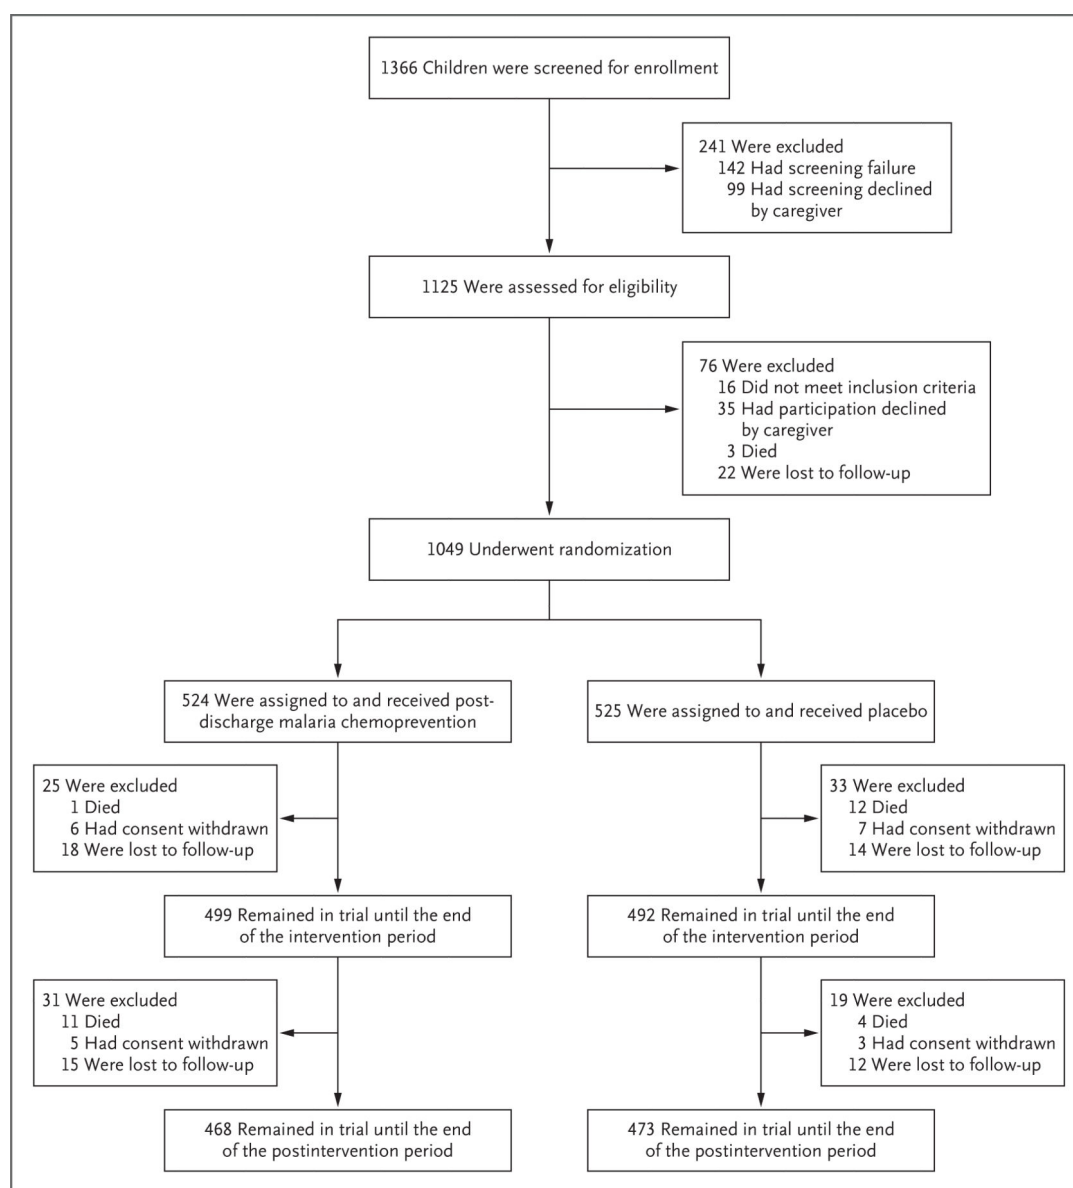 1366 Children were screened for enrollment
241 Were excluded
142 Had screening failure
99 Had screening declined
by caregiver
1125 Were assessed for eligibility
76 Were excluded
16 Did not meet inclusion criteria
35 Had participation declined
by caregiver
3 Died
22 Were lost to follow-up
1049 Underwent randomization
524 Were assigned to and received post-
discharge malaria chemoprevention
525 Were assigned to and received placebo
25 Were excluded
1 Died
6 Had consent withdrawn
18 Were lost to follow-up
33 Were excluded
12 Died
7 Had consent withdrawn
14 Were lost to follow-up
499 Remained in trial until the end
of the intervention period
492 Remained in trial until the end
of the intervention period
31 Were excluded
11 Died
5 Had consent withdrawn
15 Were lost to follow-up
19 Were excluded
4 Died
3 Had consent withdrawn
12 Were lost to follow-up
468 Remained in trial until the end
of the postintervention period
473 Remained in trial until the end
of the postintervention period